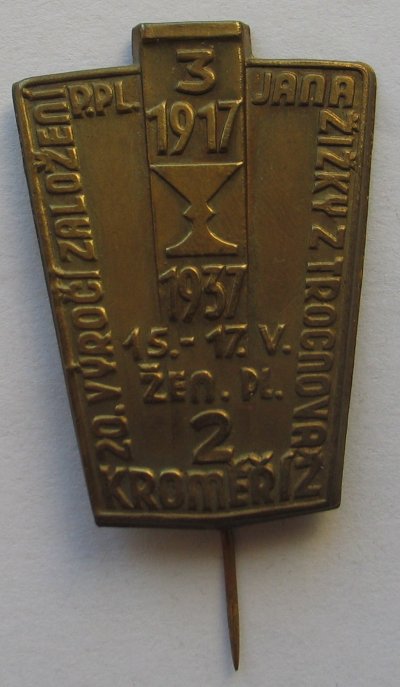 20. VÝROČÍ ZALOŽENÍ
P.PL.
3
JANA
ŽIŽKY Z TROCNOVA
1917
1937
15.-17. V.
ŽEN. PL.
2
KROMĚŘÍŽ